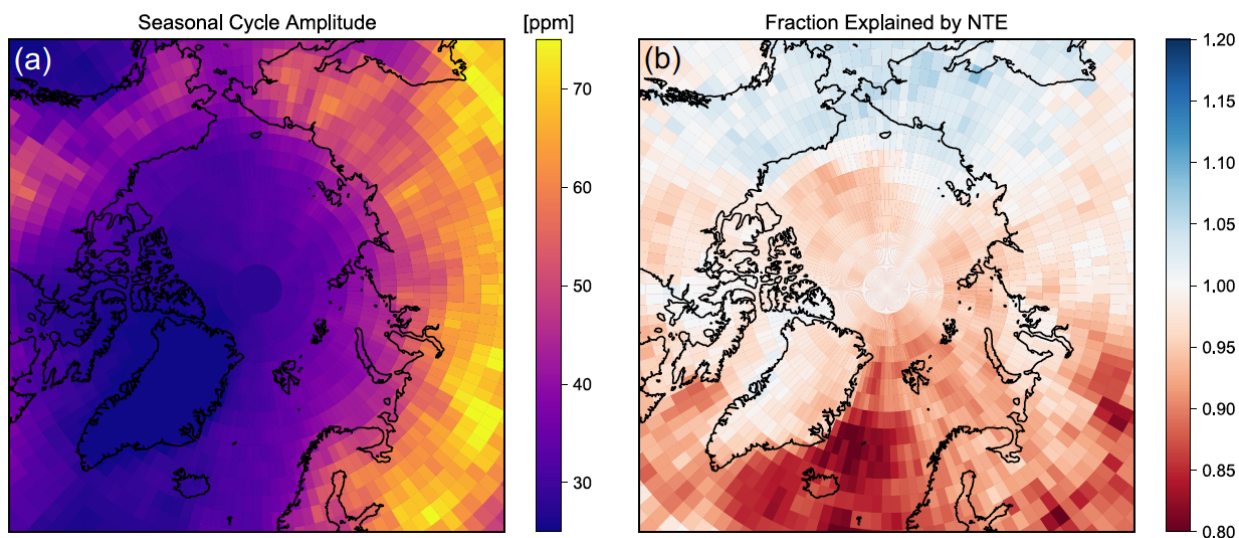 Seasonal Cycle Amplitude
[ppm]
(a)
70
60
50
40
30
Fraction Explained by NTE
(b)
1.20
1.15
1.10
1.05
1.00
0.95
0.90
0.85
0.80